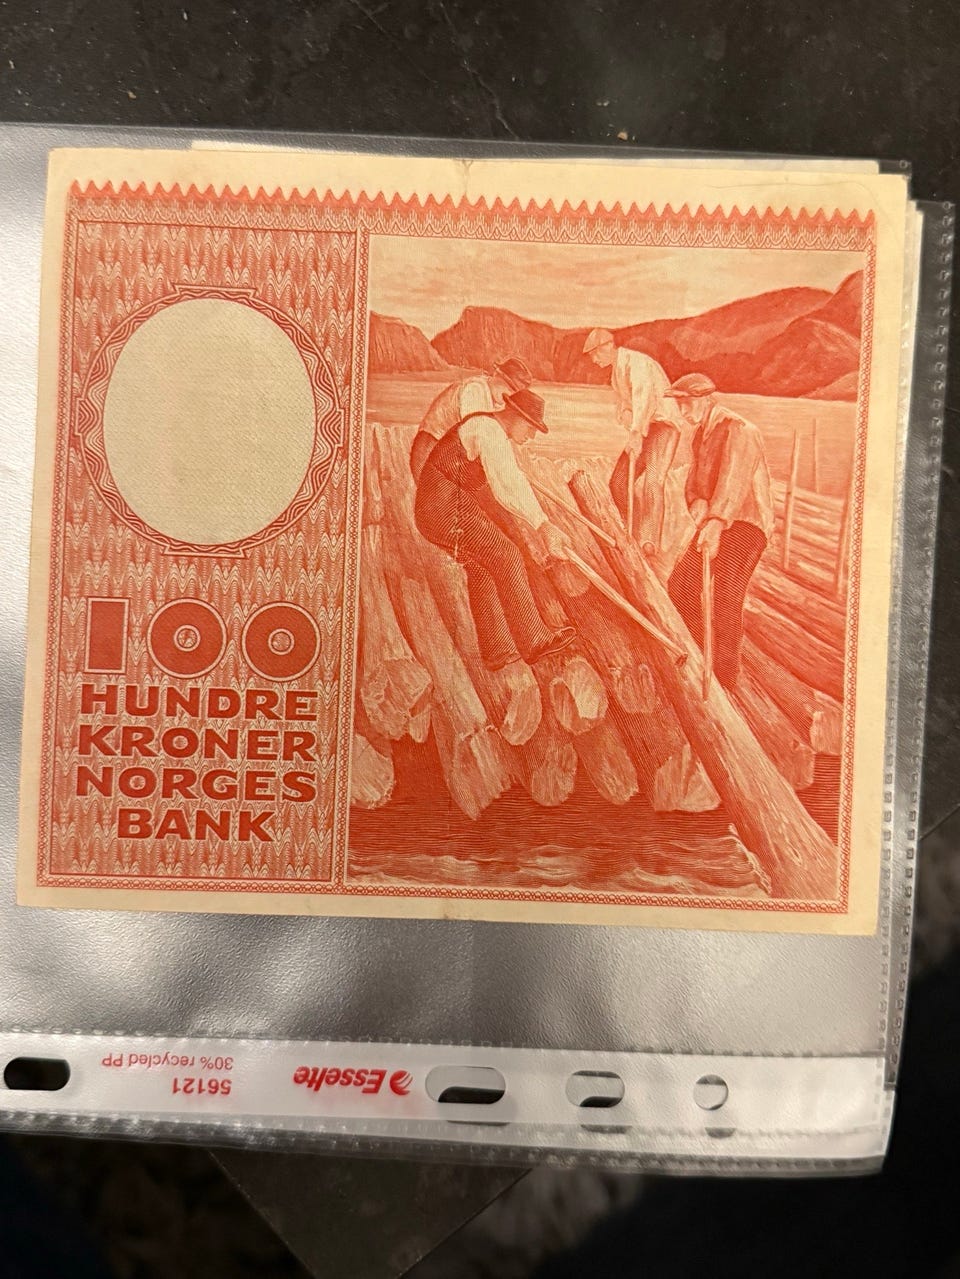 100
HUNDRE
KRONER
NORGES
BANK
Esselte
56121
30% recycled PP